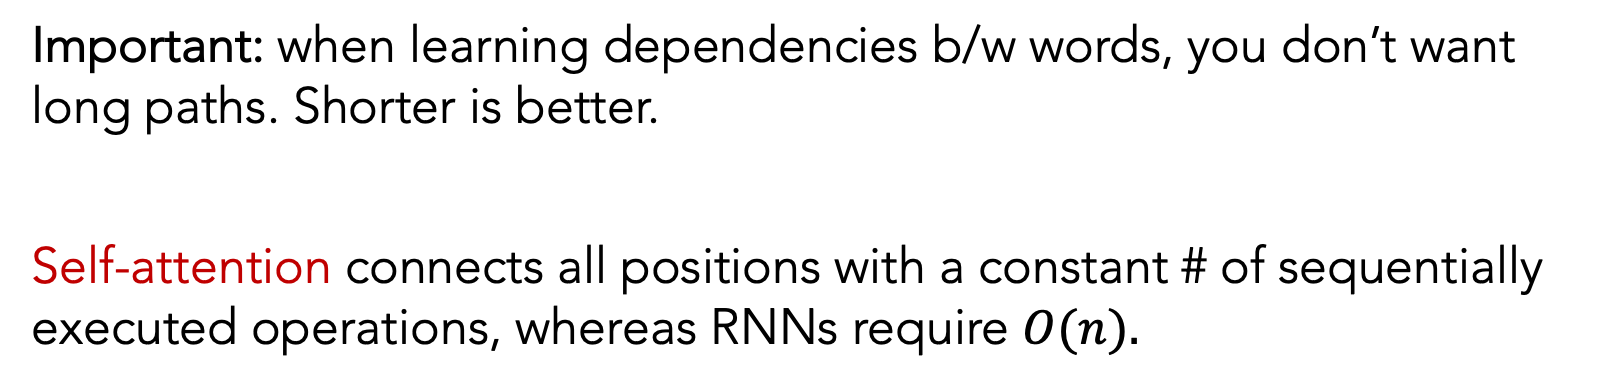 Important: when learning dependencies b/w words, you don’t want
long paths. Shorter is better.
Self-attention connects all positions with a constant # of sequentially
executed operations, whereas RNNs require O(n).